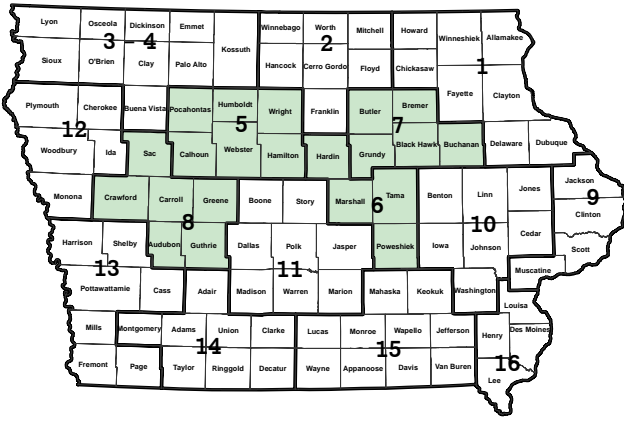 Lyon Osceola Dickinson Emmet Winnebago Worth Mitchell Howard Winneshiek Allamakee
3 - 4 Kossuth 2 1
Sioux O'Brien Clay Palo Alto Hancock Cerro Gordo Floyd Chickasaw
Fayette Clayton
Plymouth Cherokee Buena Vista Pocahontas Humboldt Wright Franklin Butler Bremer
12 5 7
Woodbury Ida Sac Calhoun Webster Hamilton Hardin Grundy Black Hawk Buchanan Delaware Dubuque
Monona Crawford Carroll Greene Boone Story Marshall Tama Benton Linn Jones Jackson
8 6 9
Clinton
Harrison Shelby Audubon Guthrie Dallas Polk Jasper Poweshiek Iowa Johnson Cedar Scott
13 11 10
Muscatine
Pottawattamie Cass Adair Madison Warren Marion Mahaska Keokuk Washington
Louisa
Mills Montgomery Adams Union Clarke Lucas Monroe Wapello Jefferson Henry Des Moines
14 15 16
Fremont Page Taylor Ringgold Decatur Wayne Appanoose Davis Van Buren
Lee